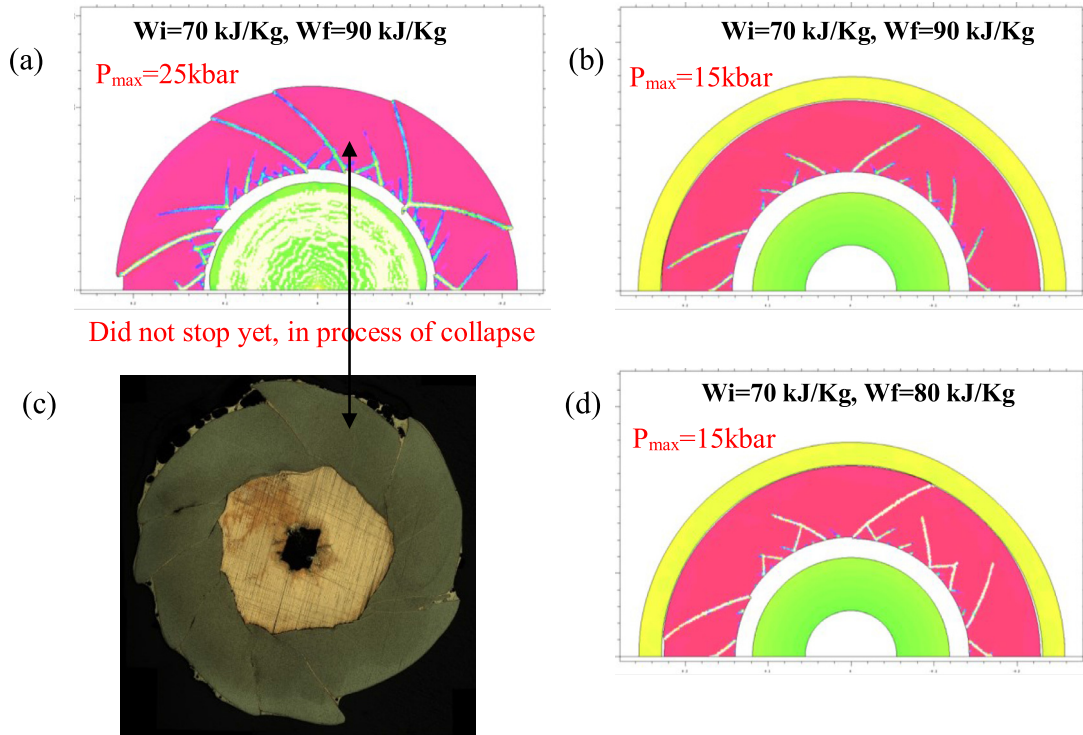 (a)
Wi=70 kJ/Kg, Wf=90 kJ/Kg
Pmax=25kbar
(b)
Wi=70 kJ/Kg, Wf=90 kJ/Kg
Pmax=15kbar
Did not stop yet, in process of collapse
(c)
(d)
Wi=70 kJ/Kg, Wf=80 kJ/Kg
Pmax=15kbar